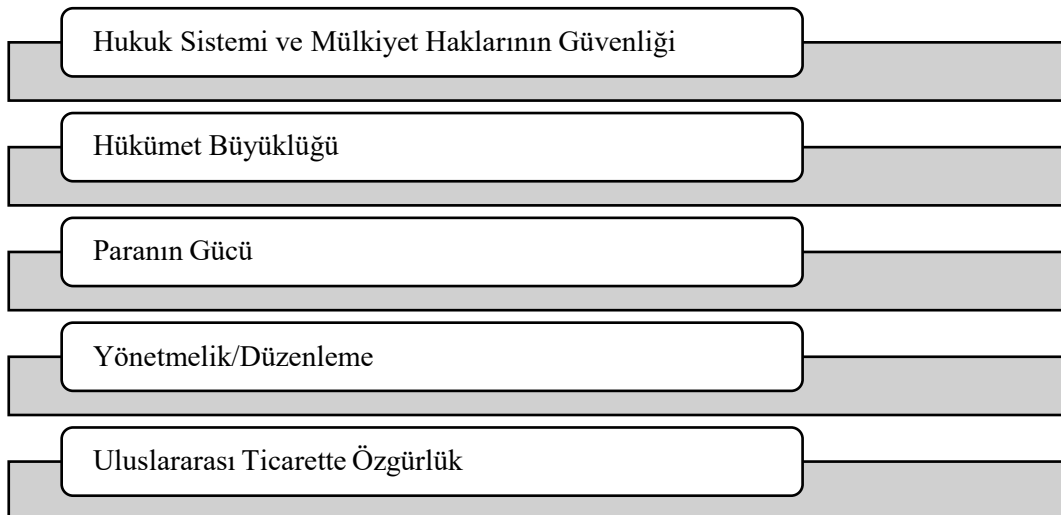 Hukuk Sistemi ve Mülkiyet Haklarının Güvenliği
Hükümet Büyüklüğü
Paranın Gücü
Yönetmelik/Düzenleme
Uluslararası Ticarette Özgürlük